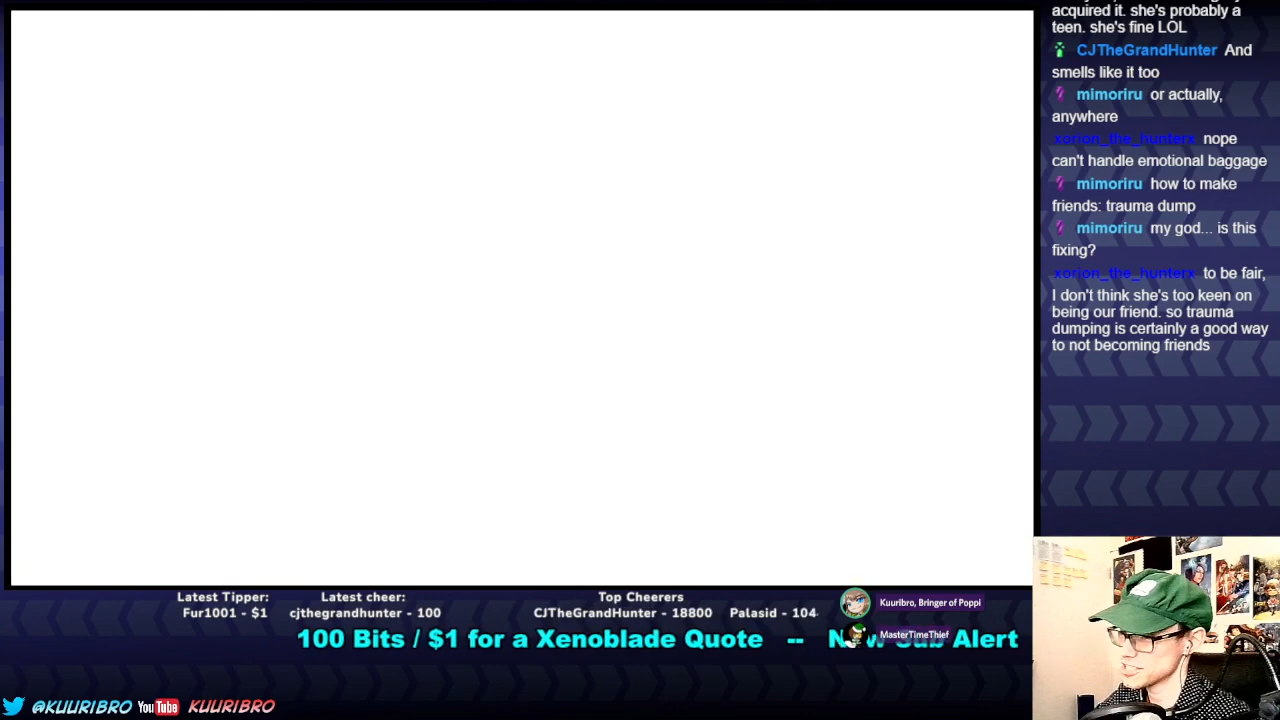 acquired it. she's probably a
teen. she's fine LOL
CJTheGrandHunter And
smells like it too
mimoriru or actually,
anywhere
xorion_the_hunterx nope
can't handle emotional baggage
mimoriru how to make
friends: trauma dump
mimoriru my god... is this
fixing?
xorion_the_hunterx to be fair,
I don't think she's too keen on
being our friend. so trauma
dumping is certainly a good way
to not becoming friends
Latest Tipper:
Fur1001 - $1
Latest cheer:
cjthegrandhunter - 100
Top Cheerers
CJTheGrandHunter - 18800 Palasid - 104
Kuuribro, Bringer of Poppi
MasterTimeThief
100 Bits / $1 for a Xenoblade Quote -- New Sub Alert
@KUURIBRO YouTube KUURIBRO